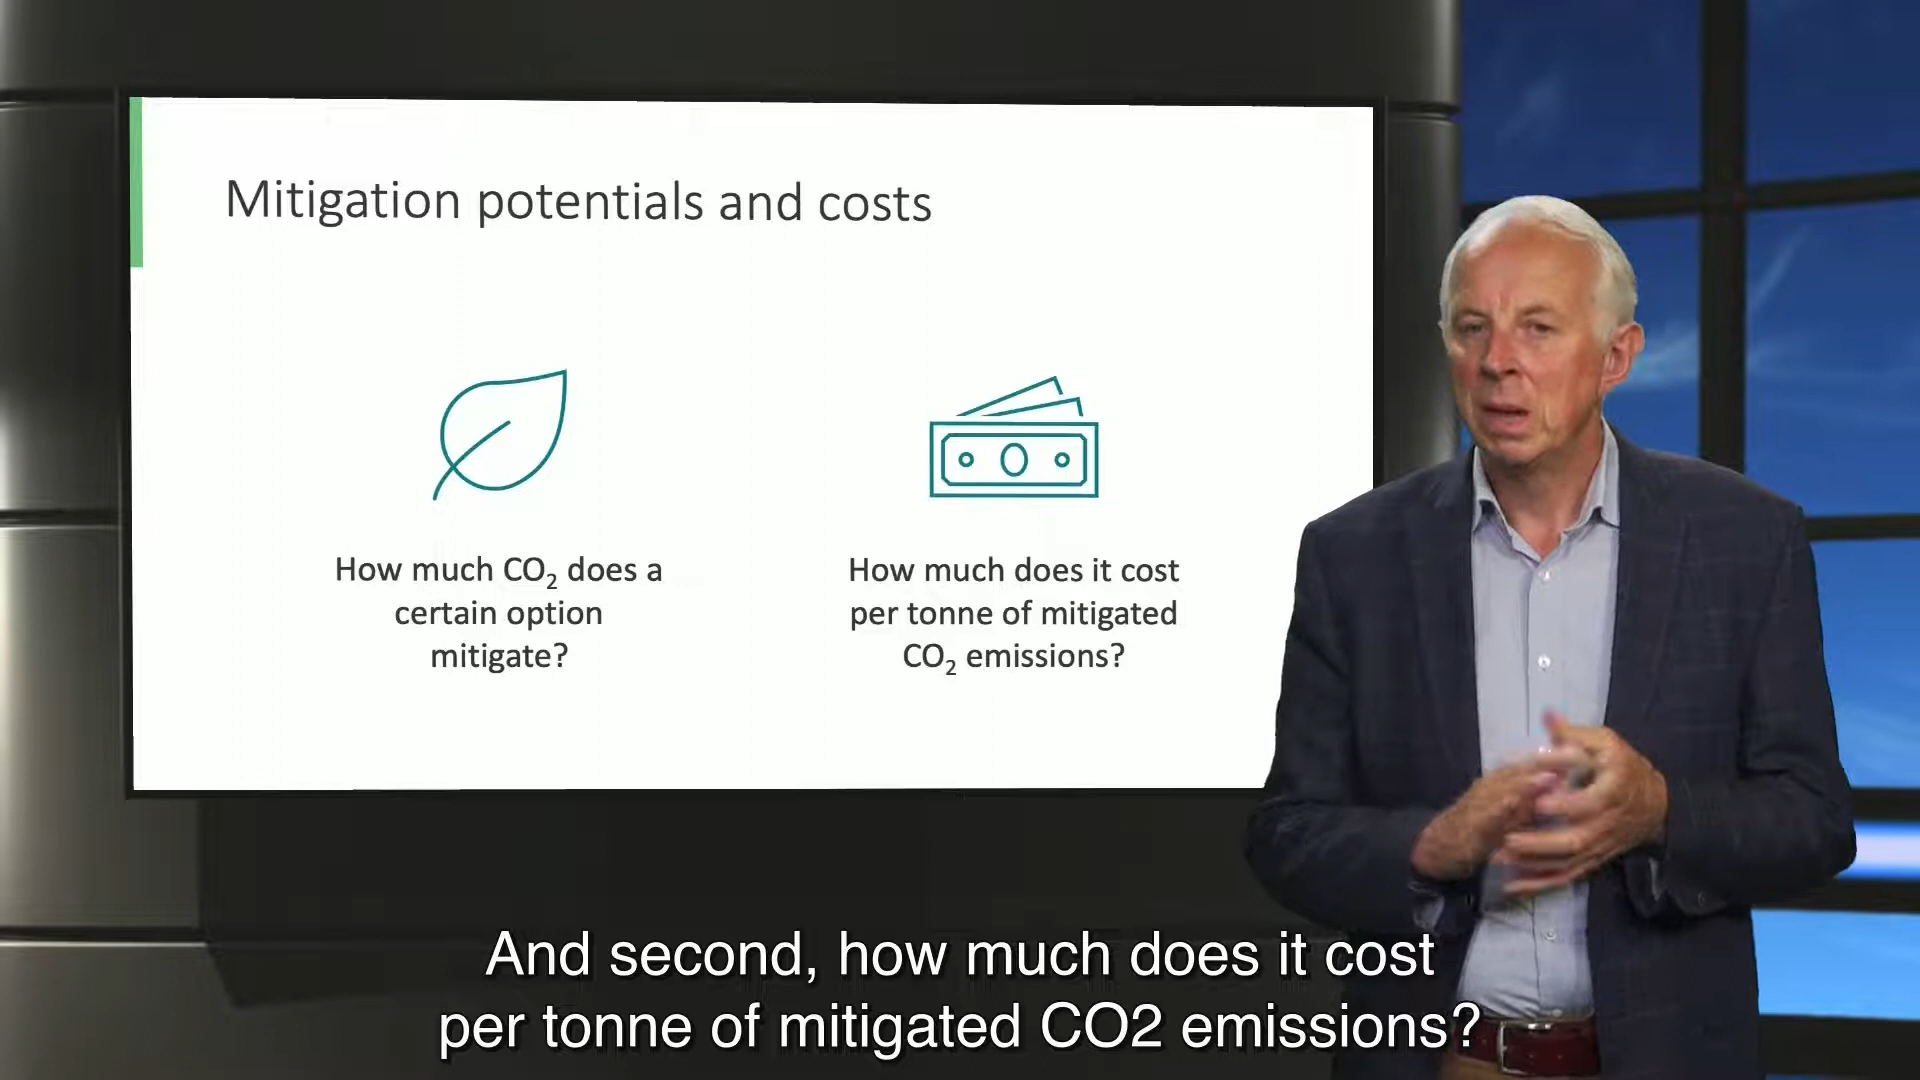 Mitigation potentials and costs
How much CO₂ does a
certain option
mitigate?
How much does it cost
per tonne of mitigated
CO₂ emissions?
And second, how much does it cost
per tonne of mitigated CO2 emissions?